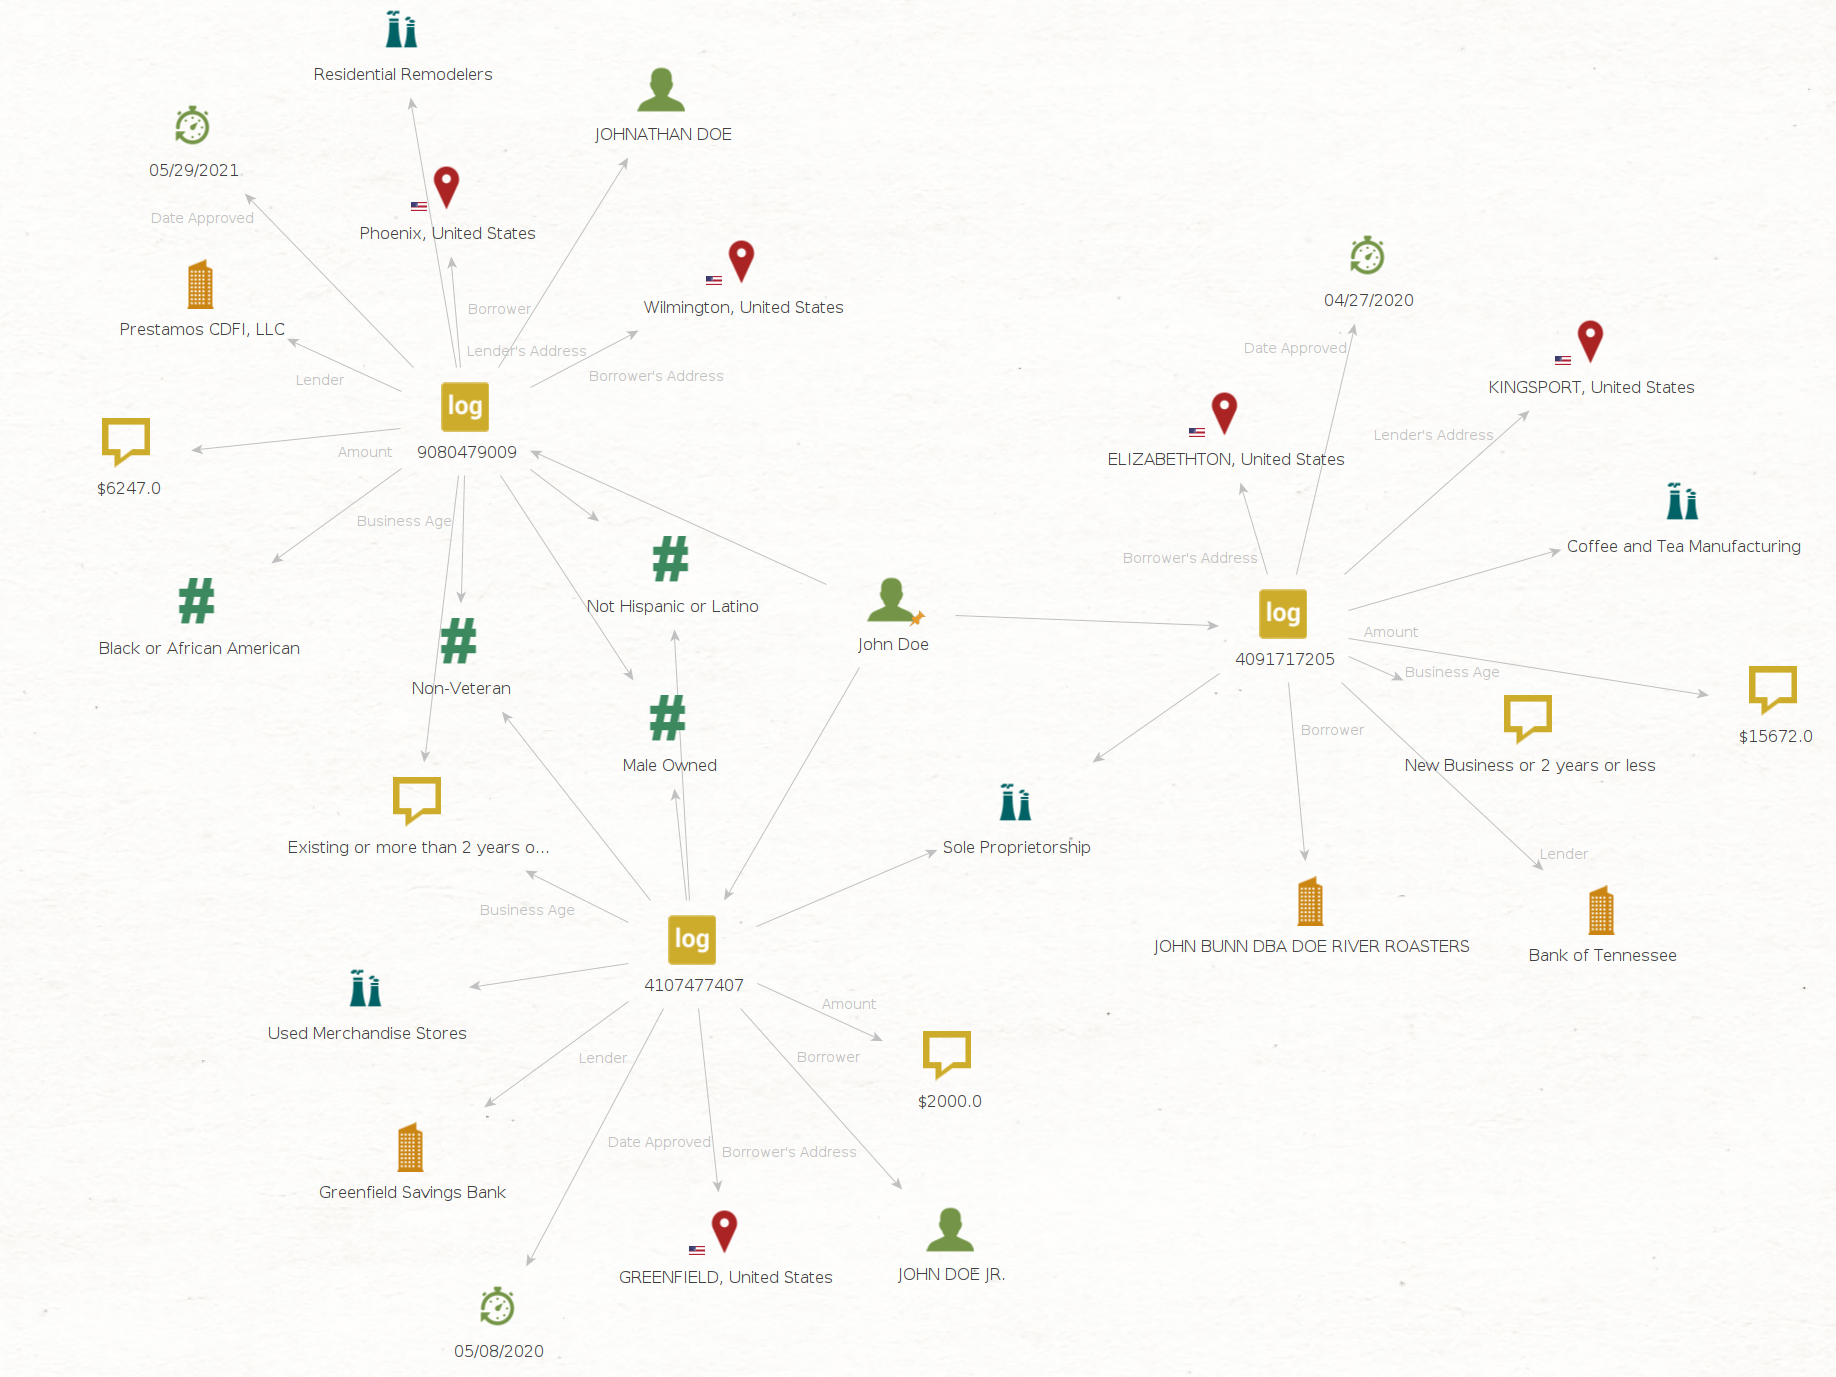 Residential Remodelers
JOHNATHAN DOE
05/29/2021
Date Approved
Phoenix, United States
Wilmington, United States
Borrower
Prestamos CDFI, LLC
Lender's Address
Borrower's Address
Lender
log
9080479009
Amount
$6247.0
Business Age
Black or African American
Non-Veteran
Not Hispanic or Latino
John Doe
Male Owned
Existing or more than 2 years o...
Business Age
log
4107477407
Sole Proprietorship
Used Merchandise Stores
Amount
Lender
Borrower
$2000.0
Date Approved
Borrower's Address
Greenfield Savings Bank
GREENFIELD, United States
JOHN DOE JR.
05/08/2020
04/27/2020
Date Approved
KINGSPORT, United States
Lender's Address
ELIZABETHTON, United States
Coffee and Tea Manufacturing
Borrower's Address
log
4091717205
Amount
Business Age
$15672.0
Borrower
New Business or 2 years or less
Lender
JOHN BUNN DBA DOE RIVER ROASTERS
Bank of Tennessee